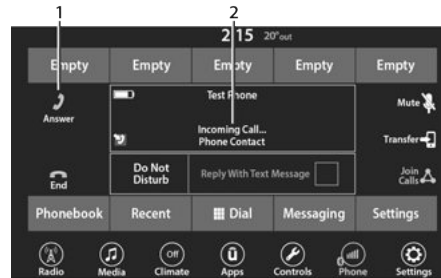 1 2
2 15 20°out
Empty Empty Empty Empty Empty
Test Phone
Mute
Answer
Incoming Call...
Phone Contact
Transfer
End
Do Not
Disturb
Reply With Text Message
Join
Calls
Phonebook Recent Dial Messaging Settings
Off
Radio Media Climate Apps Controls Phone Settings